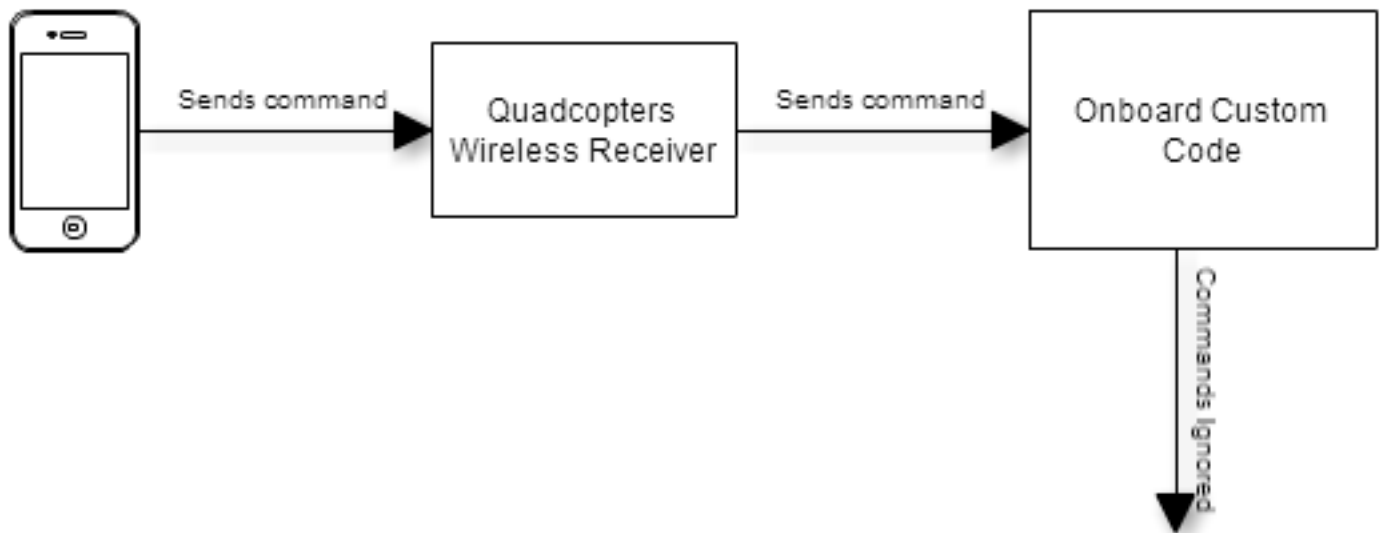 Sends command
Quadcopters
Wireless Receiver
Sends command
Onboard Custom
Code
Commands Ignored